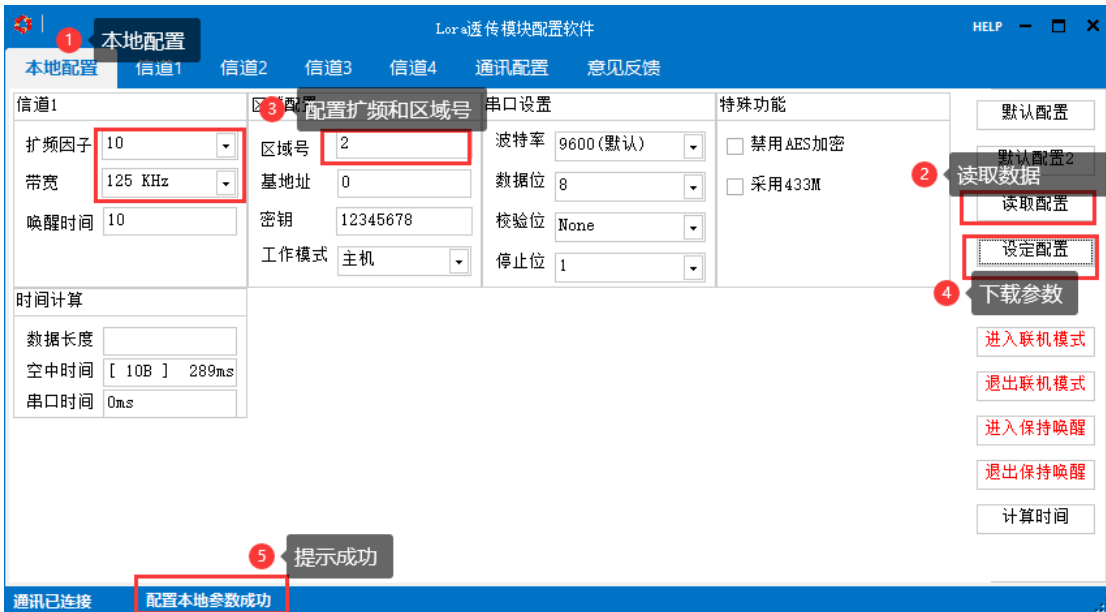 Lora透传模块配置软件
HELP
1 本地配置
本地配置 信道1 信道2 信道3 信道4 通讯配置 意见反馈
信道1
扩频因子 10
带宽 125 KHz
唤醒时间 10
3 配置扩频和区域号
区域号 2
基地址 0
密钥 12345678
工作模式 主机
串口设置
波特率 9600(默认)
数据位 8
校验位 None
停止位 1
特殊功能
禁用AES加密
采用433M
默认配置
默认配置2
2 读取数据
读取配置
设定配置
4 下载参数
进入联机模式
退出联机模式
进入保持唤醒
退出保持唤醒
计算时间
时间计算
数据长度
空中时间 [ 10B ] 289ms
串口时间 0ms
5 提示成功
通讯已连接 配置本地参数成功